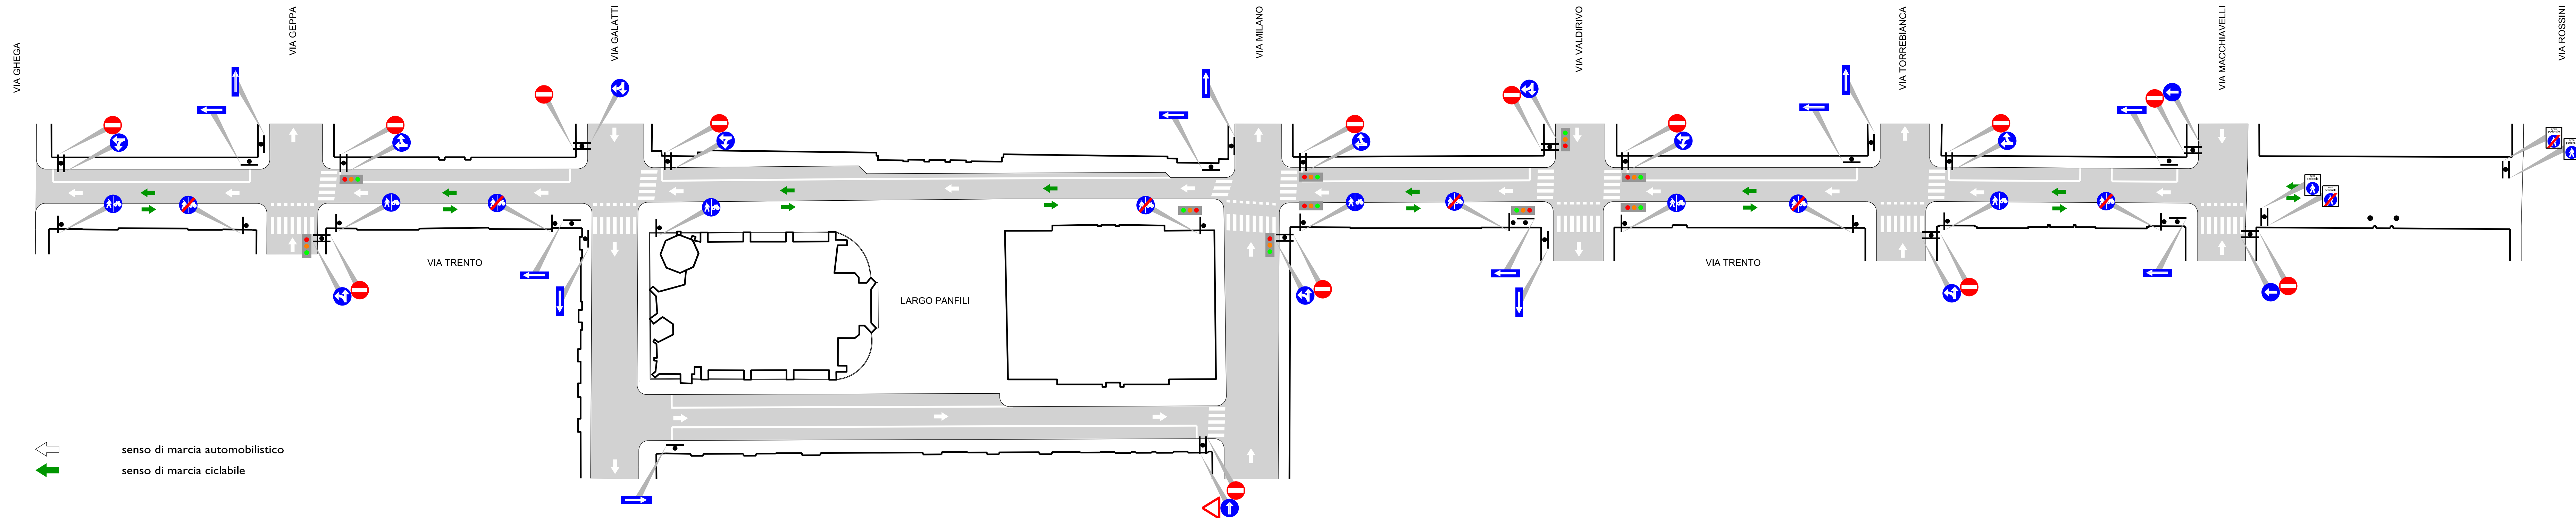 VIA GHEGA
VIA GEPPA
VIA GALATTI
VIA MILANO
VIA VALDIRIVO
VIA TORREBIANCA
VIA MACCHIAVELLI
VIA ROSSINI
VIA TRENTO
VIA TRENTO
LARGO PANFILI
senso di marcia automobilistico
senso di marcia ciclabile